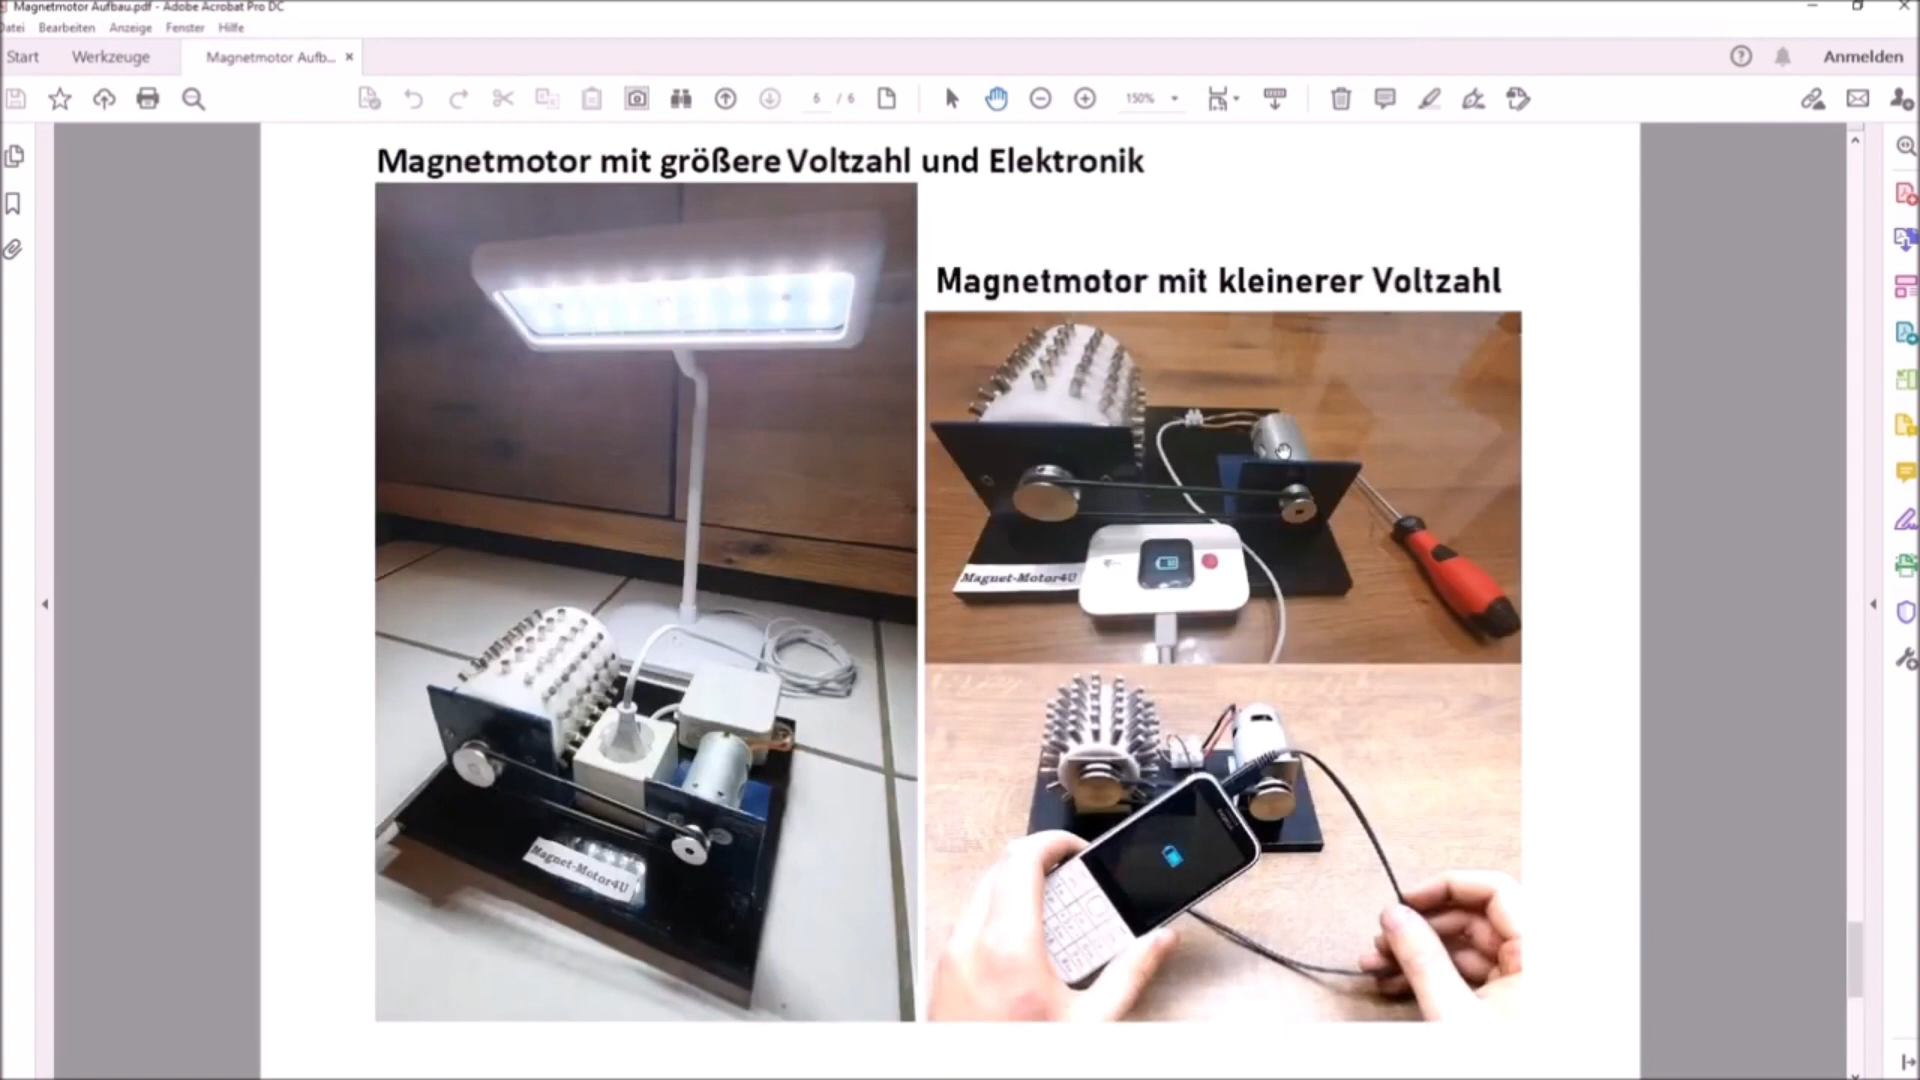 Magnetmotor Aufbau.pdf - Adobe Acrobat Pro DC
Datei Bearbeiten Anzeige Fenster Hilfe
Start Werkzeuge Magnetmotor Aufb... ×
Anmelden
6 / 6
150%
Magnetmotor mit größere Voltzahl und Elektronik
Magnetmotor mit kleinerer Voltzahl
Magnet-Motor4U
Magnet-Motor4U